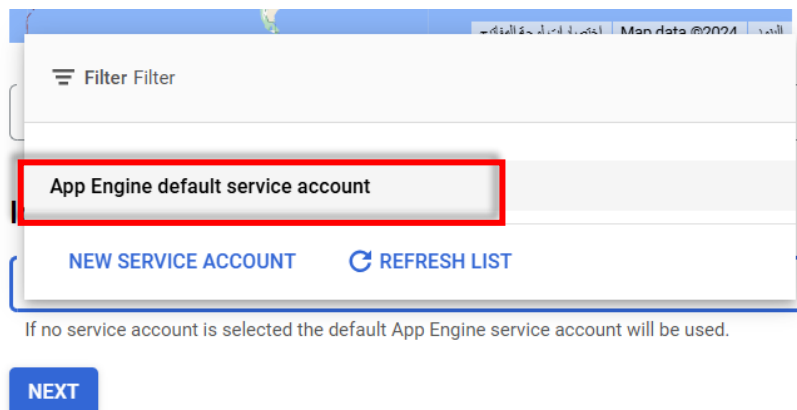 Map data ©2024
Filter Filter
App Engine default service account
NEW SERVICE ACCOUNT
REFRESH LIST
If no service account is selected the default App Engine service account will be used.
NEXT